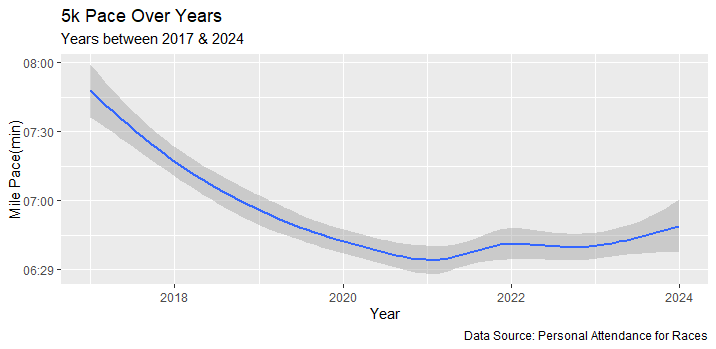 5k Pace Over Years
Years between 2017 & 2024
08:00
07:30
07:00
06:29
Mile Pace(min)
2018 2020 2022 2024
Year
Data Source: Personal Attendance for Races